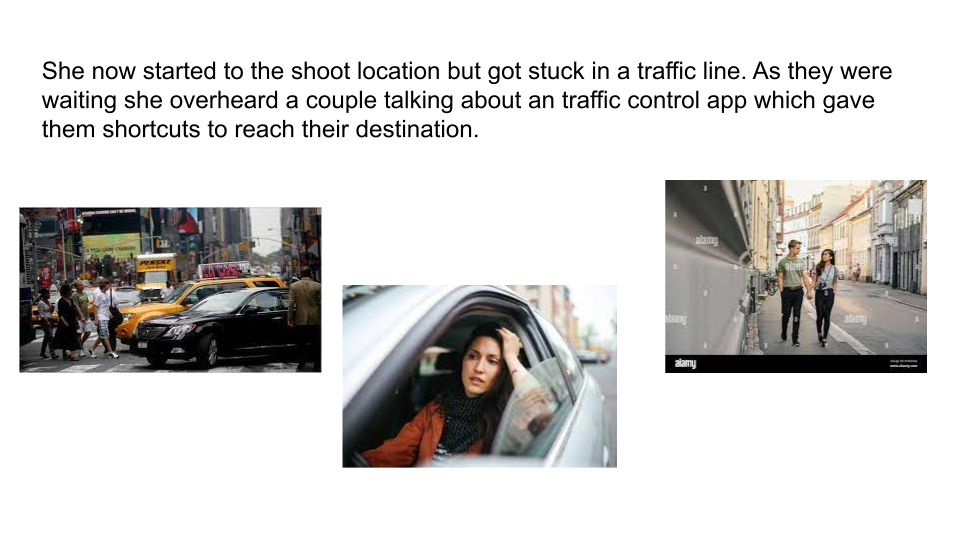 She now started to the shoot location but got stuck in a traffic line. As they were
waiting she overheard a couple talking about an traffic control app which gave
them shortcuts to reach their destination.
PENSKE
alamy
alamy
alamy
alamy
alamy
www.alamy.com